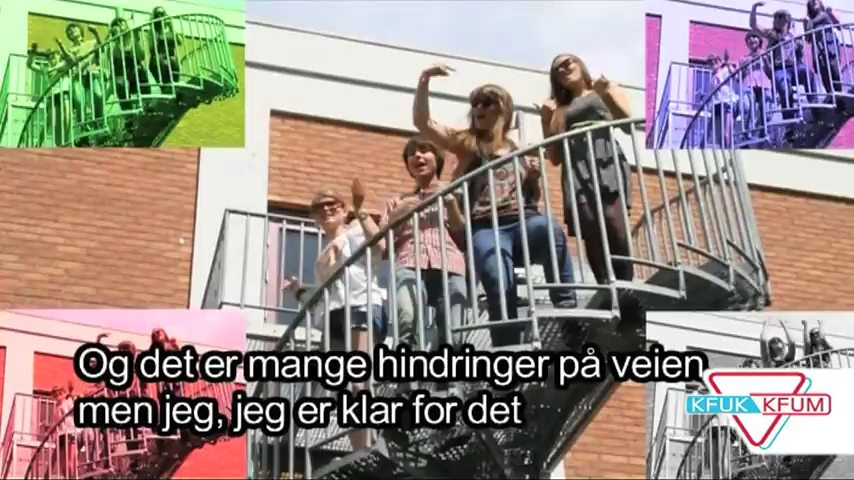 Og det er mange hindringer på veien
men jeg, jeg er klar for det
KFUK KFUM